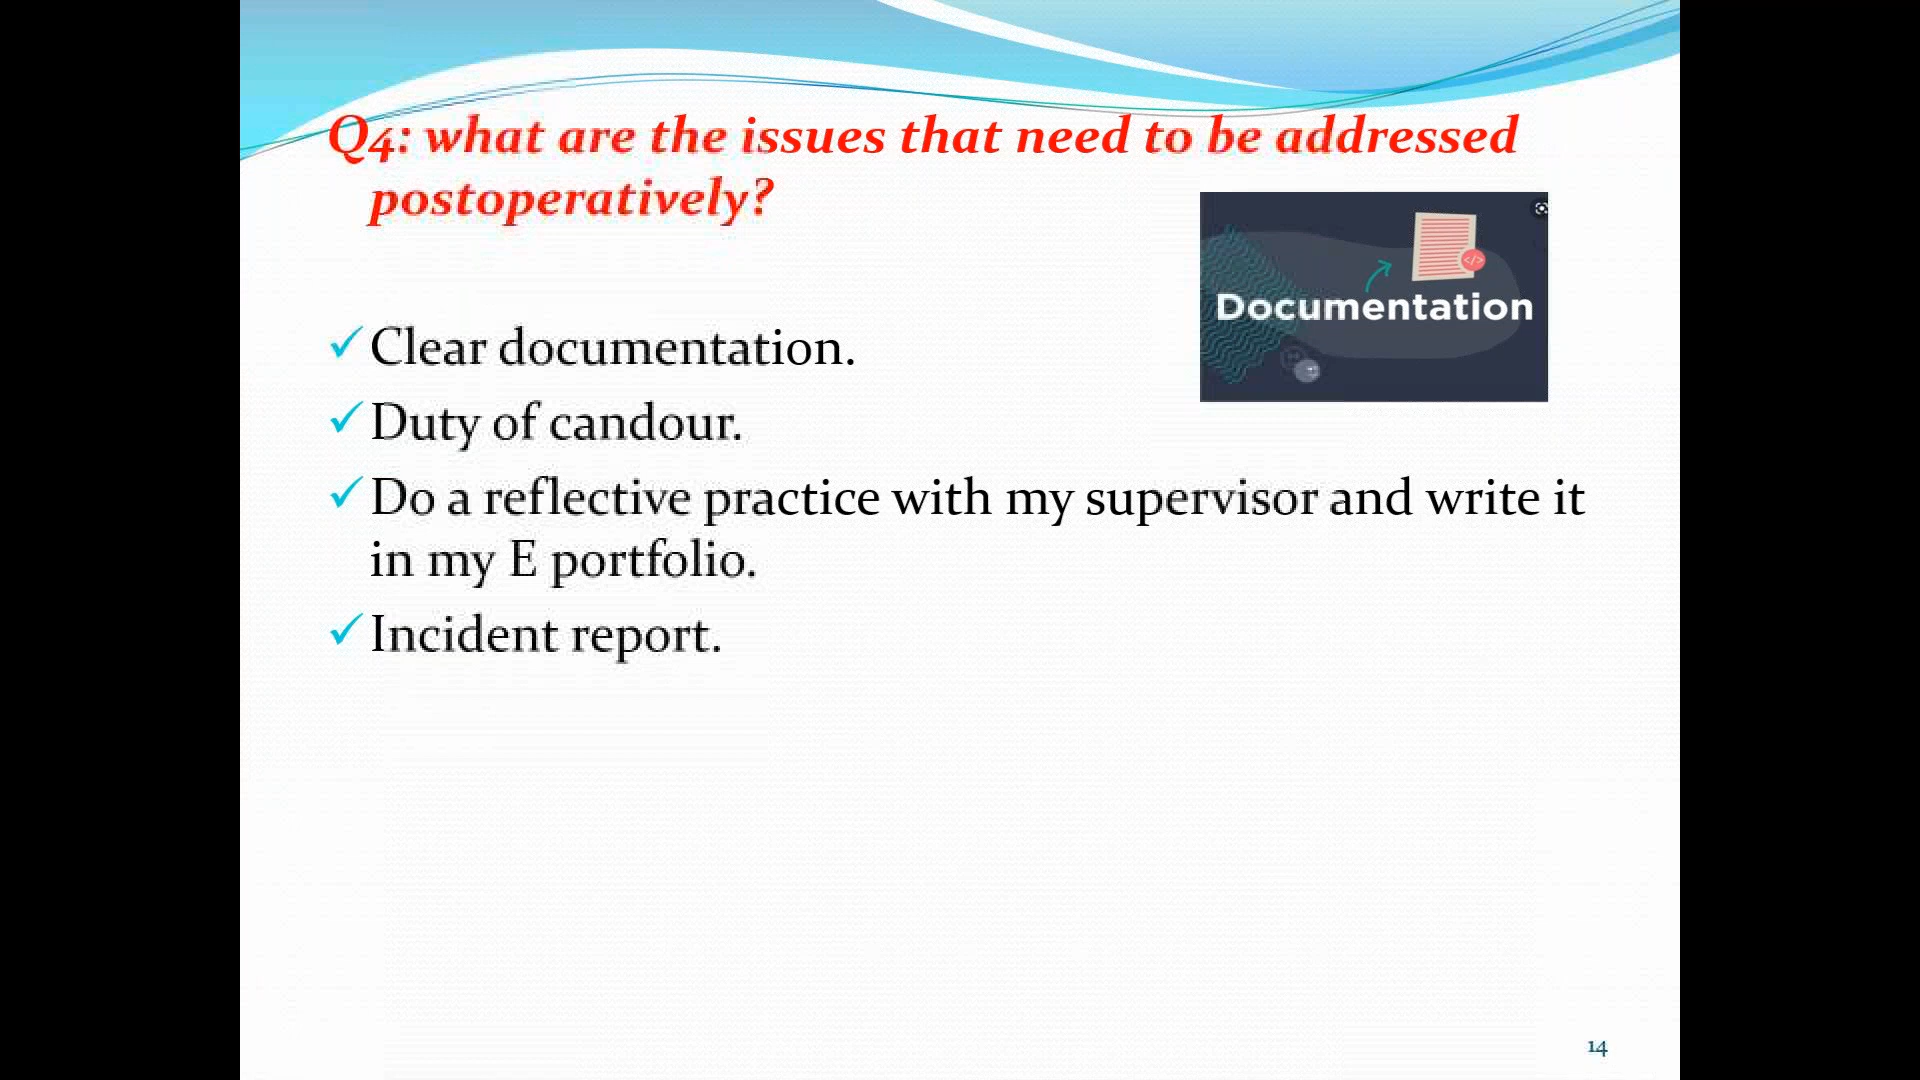 Q4: what are the issues that need to be addressed
postoperatively?
Documentation
</>
✓ Clear documentation.
✓ Duty of candour.
✓ Do a reflective practice with my supervisor and write it
in my E portfolio.
✓ Incident report.
14